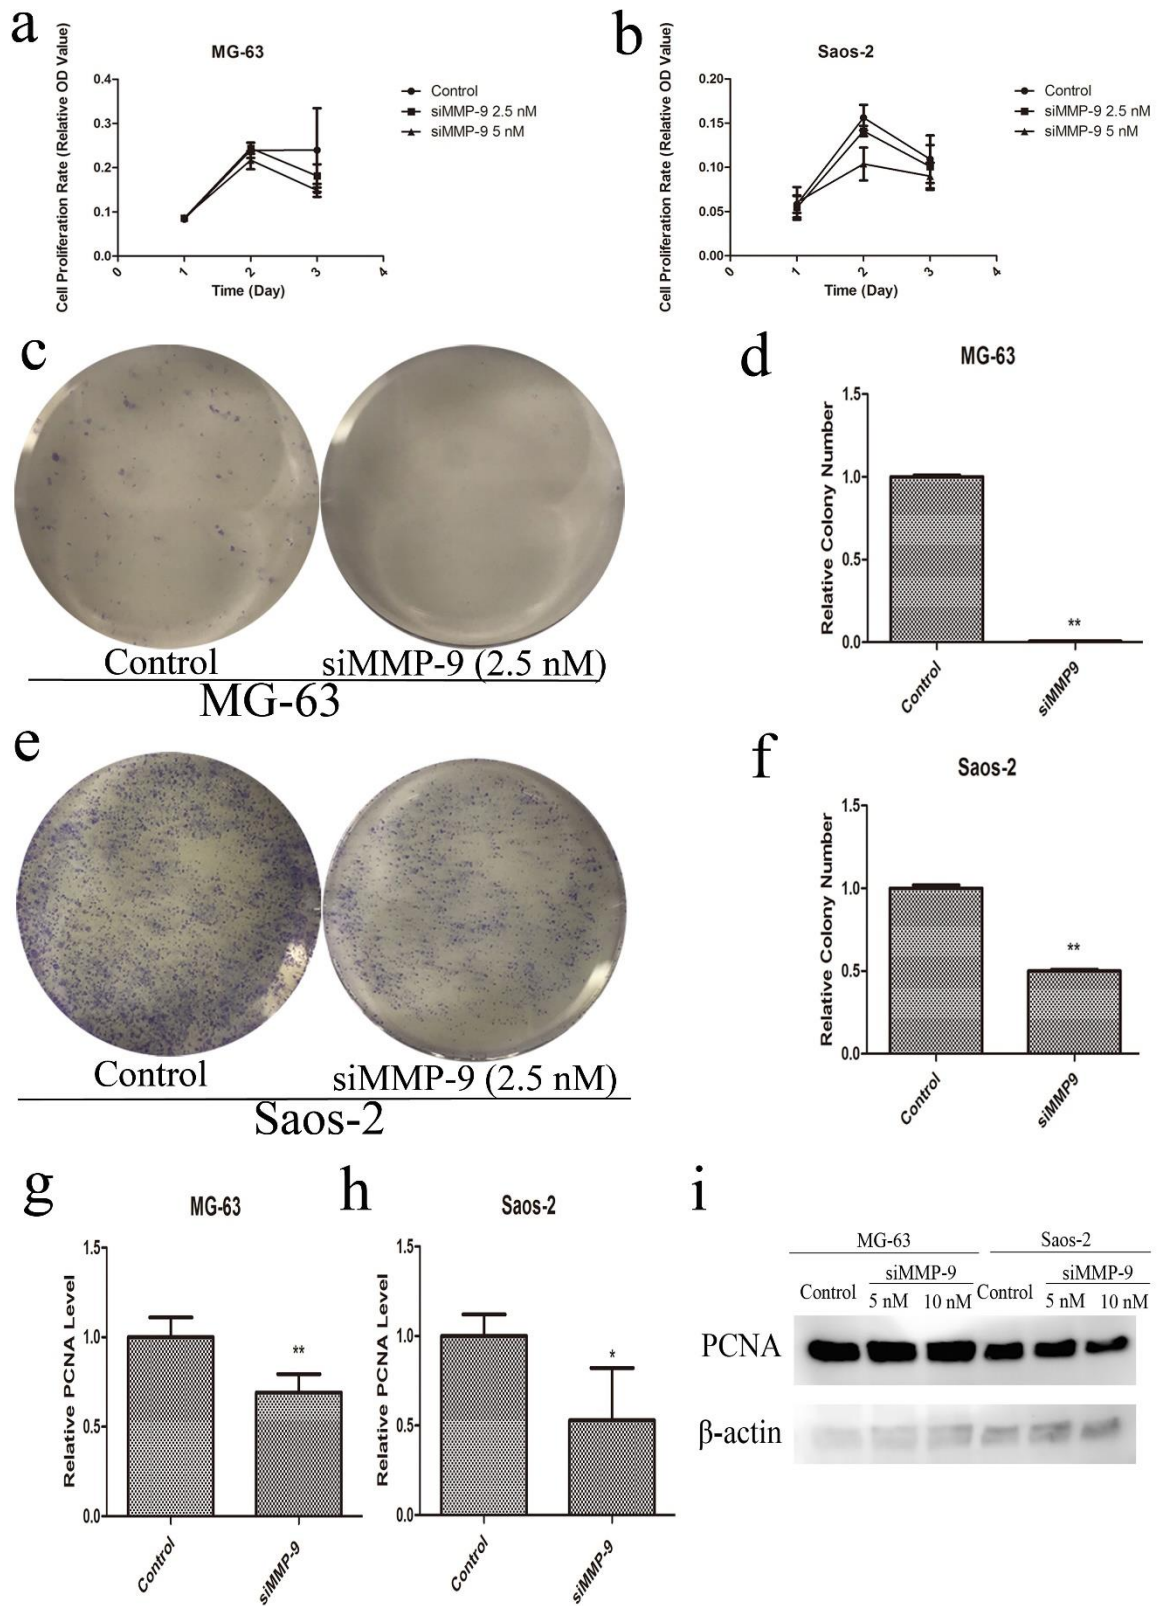 a
MG-63
Cell Proliferation Rate (Relative OD Value)
0.4
0.3
0.2
0.1
0.0
0
1
2
3
4
Time (Day)
Control
siMMP-9 2.5 nM
siMMP-9 5 nM
b
Saos-2
Cell Proliferation Rate (Relative OD Value)
0.20
0.15
0.10
0.05
0.00
0
1
2
3
4
Time (Day)
Control
siMMP-9 2.5 nM
siMMP-9 5 nM
c
Control
siMMP-9 (2.5 nM)
MG-63
d
MG-63
Relative Colony Number
1.5
1.0
0.5
0.0
**
Control
siMMP9
e
Control
siMMP-9 (2.5 nM)
Saos-2
f
Saos-2
Relative Colony Number
1.5
1.0
0.5
0.0
**
Control
siMMP9
g
MG-63
Relative PCNA Level
1.5
1.0
0.5
0.0
**
Control
siMMP-9
h
Saos-2
Relative PCNA Level
1.5
1.0
0.5
0.0
*
Control
siMMP-9
i
MG-63
Saos-2
siMMP-9
siMMP-9
Control 5 nM 10 nM Control 5 nM 10 nM
PCNA
β-actin